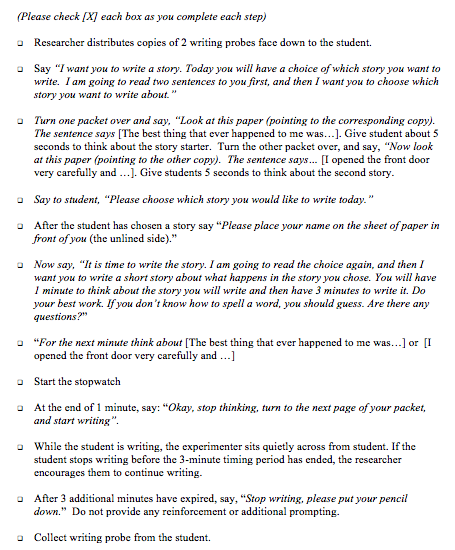 (Please check [X] each box as you complete each step)
Researcher distributes copies of 2 writing probes face down to the student.
Say “I want you to write a story. Today you will have a choice of which story you want to
write. I am going to read two sentences to you first, and then I want you to choose which
story you want to write about.”
Turn one packet over and say, “Look at this paper (pointing to the corresponding copy).
The sentence says [The best thing that ever happened to me was…]. Give student about 5
seconds to think about the story starter. Turn the other packet over, and say, “Now look
at this paper (pointing to the other copy). The sentence says… [I opened the front door
very carefully and …]. Give students 5 seconds to think about the second story.
Say to student, “Please choose which story you would like to write today.”
After the student has chosen a story say “Please place your name on the sheet of paper in
front of you (the unlined side).”
Now say, “It is time to write the story. I am going to read the choice again, and then I
want you to write a short story about what happens in the story you chose. You will have
1 minute to think about the story you will write and then have 3 minutes to write it. Do
your best work. If you don’t know how to spell a word, you should guess. Are there any
questions?”
“For the next minute think about [The best thing that ever happened to me was…] or [I
opened the front door very carefully and …]
Start the stopwatch
At the end of 1 minute, say: “Okay, stop thinking, turn to the next page of your packet,
and start writing”.
While the student is writing, the experimenter sits quietly across from student. If the
student stops writing before the 3-minute timing period has ended, the researcher
encourages them to continue writing.
After 3 additional minutes have expired, say, “Stop writing, please put your pencil
down.” Do not provide any reinforcement or additional prompting.
Collect writing probe from the student.